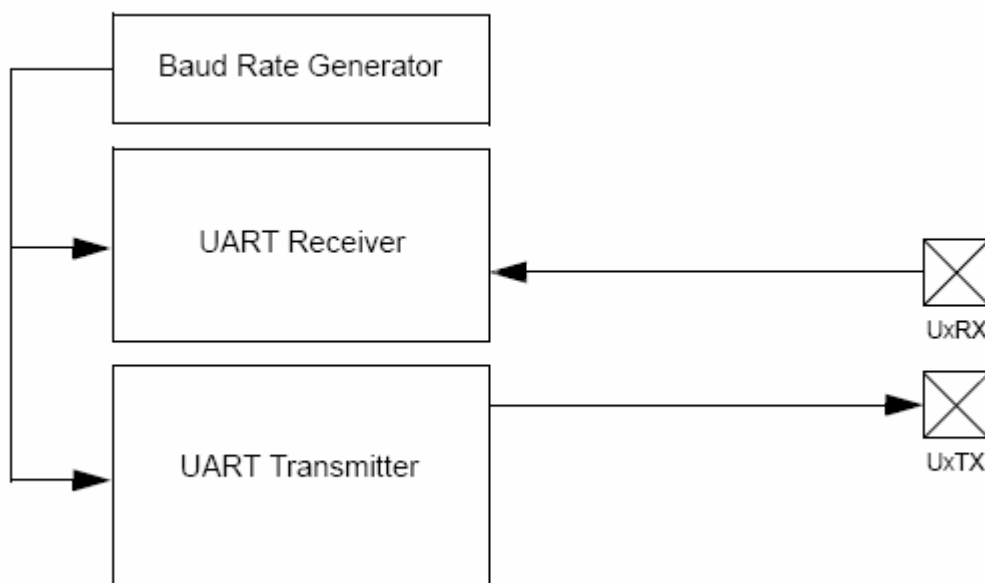 Baud Rate Generator
UART Receiver
UxRX
UART Transmitter
UxTX